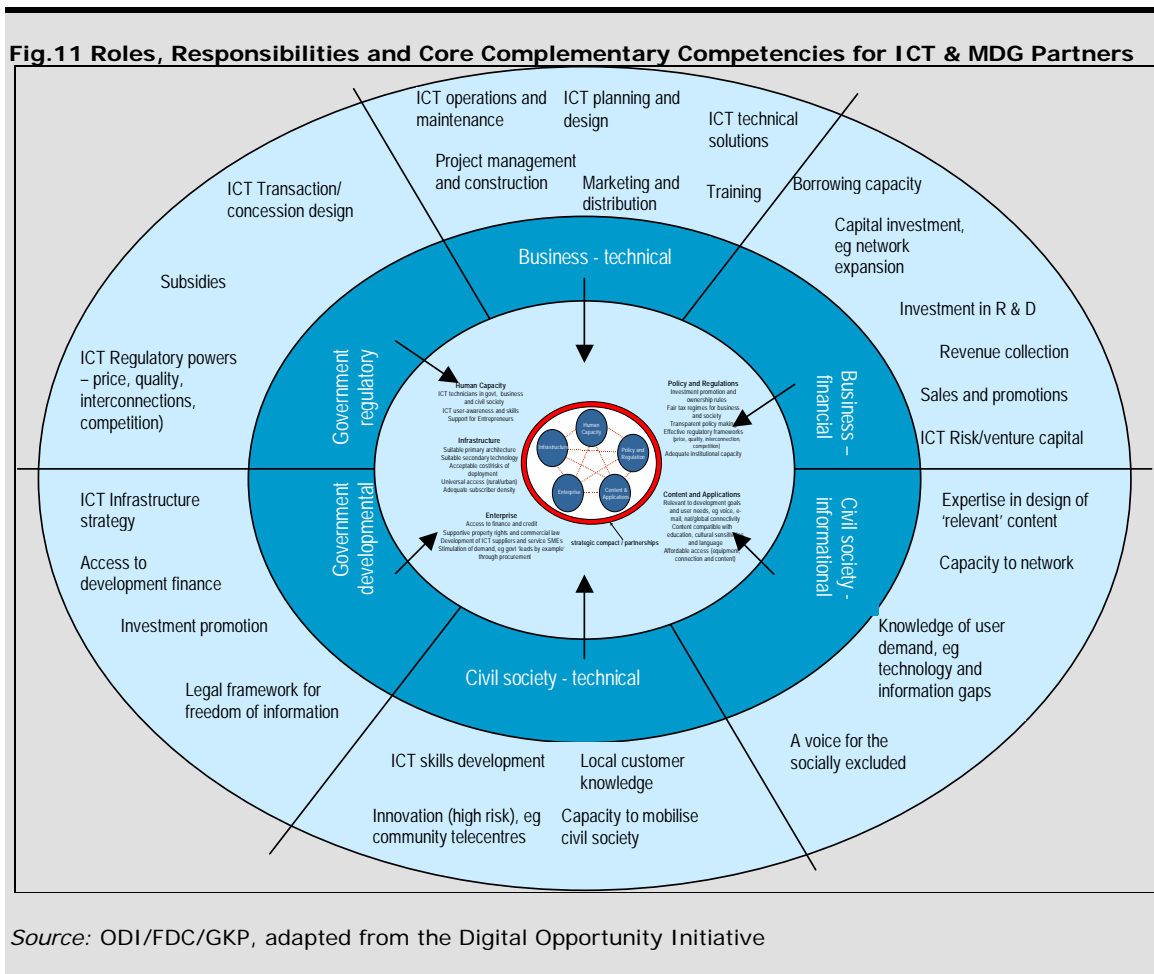 Fig.11 Roles, Responsibilities and Core Complementary Competencies for ICT & MDG Partners
ICT operations and
maintenance
ICT planning and
design
ICT technical
solutions
Project management
and construction
Marketing and
distribution
Training
Borrowing capacity
Capital investment,
eg network
expansion
Investment in R & D
Revenue collection
Sales and promotions
ICT Risk/venture capital
ICT Transaction/
concession design
Subsidies
ICT Regulatory powers
– price, quality,
interconnections,
competition)
Business - technical
Government
regulatory
Business –
financial
Human Capacity
ICT technicians in govt, business
and civil society
ICT user-awareness and skills
Support for Entrepreneurs
Infrastructure
Suitable primary architecture
Suitable secondary technology
Acceptable cost/risks of
deployment
Universal access (rural/urban)
Adequate subscriber density
Enterprise
Access to finance and credit
Supportive property rights and commercial law
Development of ICT suppliers and service SMEs
Stimulation of demand, eg govt 'leads by example'
through procurement
Human
Capacity
Infrastructure
Policy and
Regulation
Enterprise
Content &
Applications
strategic compact / partnerships
Policy and Regulations
Investment promotion and
ownership rules
Fair tax regimes for business
and society
Transparent policy making
Effective regulatory frameworks
(price, quality, interconnection,
competition)
Adequate institutional capacity
Content and Applications
Relevant to development goals
and user needs, eg voice, e-
mail, nat/global connectivity
Content compatible with
education, cultural
and language
Affordable access (equipment,
connection and content)
Government
developmental
Civil society -
informational
Civil society - technical
ICT Infrastructure
strategy
Access to
development finance
Investment promotion
Legal framework for
freedom of information
ICT skills development
Local customer
knowledge
Innovation (high risk), eg
community telecentres
Capacity to mobilise
civil society
Expertise in design of
'relevant' content
Capacity to network
Knowledge of user
demand, eg
technology and
information gaps
A voice for the
socially excluded
Source: ODI/FDC/GKP, adapted from the Digital Opportunity Initiative